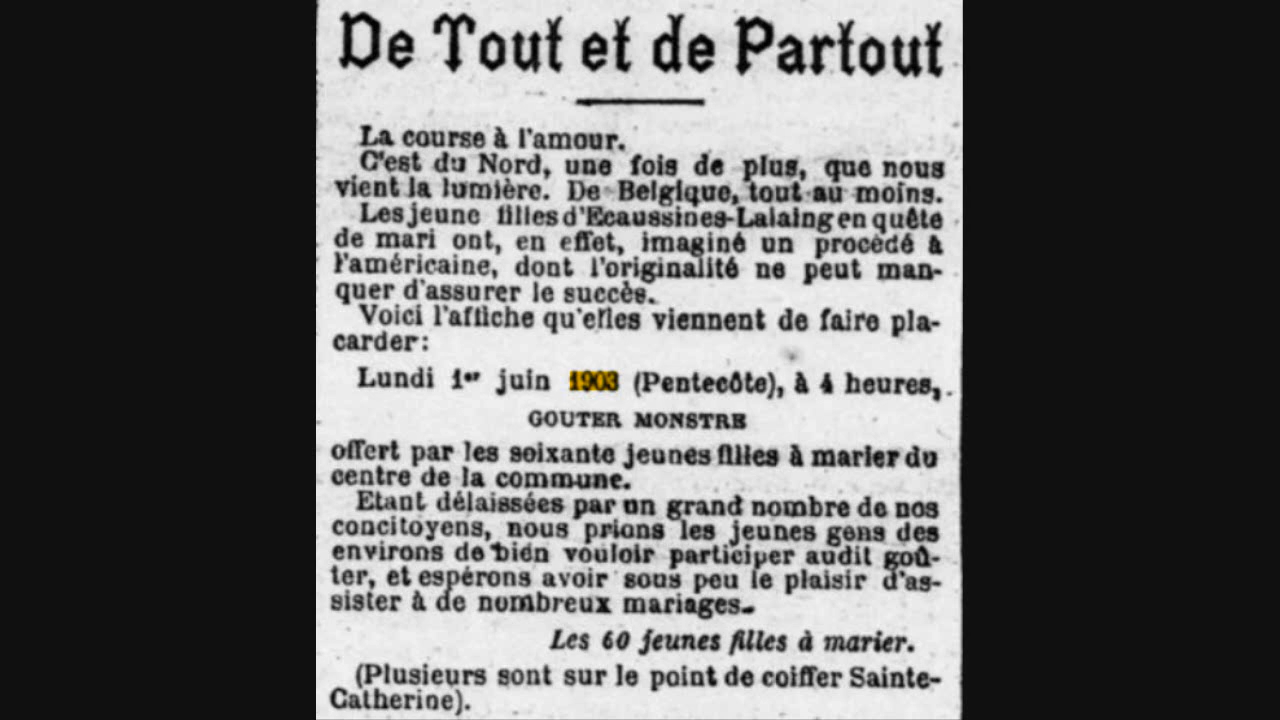 De Tout et de Partout
La course à l'amour.
C'est du Nord, une fois de plus, que nous
vient la lumière. De Belgique, tout au moins.
Les jeune filles d'Ecaussines-Lalaing en quête
de mari ont, en effet, imaginé un procédé à
l'américaine, dont l'originalité ne peut man-
quer d'assurer le succès.
Voici l'affiche qu'elles viennent de faire pla-
carder:
Lundi 1er juin 1903 (Pentecôte), à 4 heures,
GOUTER MONSTRE
offert par les soixante jeunes filles à marier du
centre de la commune.
Etant délaissées par un grand nombre de nos
concitoyens, nous prions les jeunes gens des
environs de bien vouloir participer audit goû-
ter, et espérons avoir sous peu le plaisir d'as-
sister à de nombreux mariages.
Les 60 jeunes filles à marier.
(Plusieurs sont sur le point de coiffer Sainte-
Catherine).